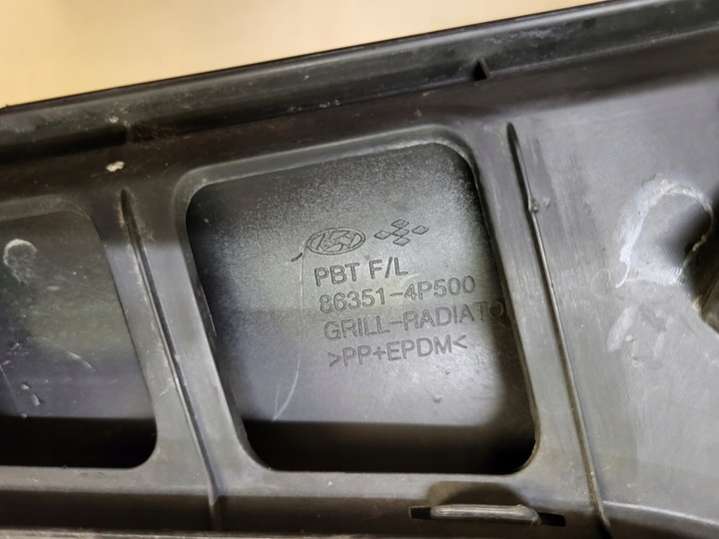 PBT F/L
86351-4P500
GRILL-RADIATO
>PP+EPDM<